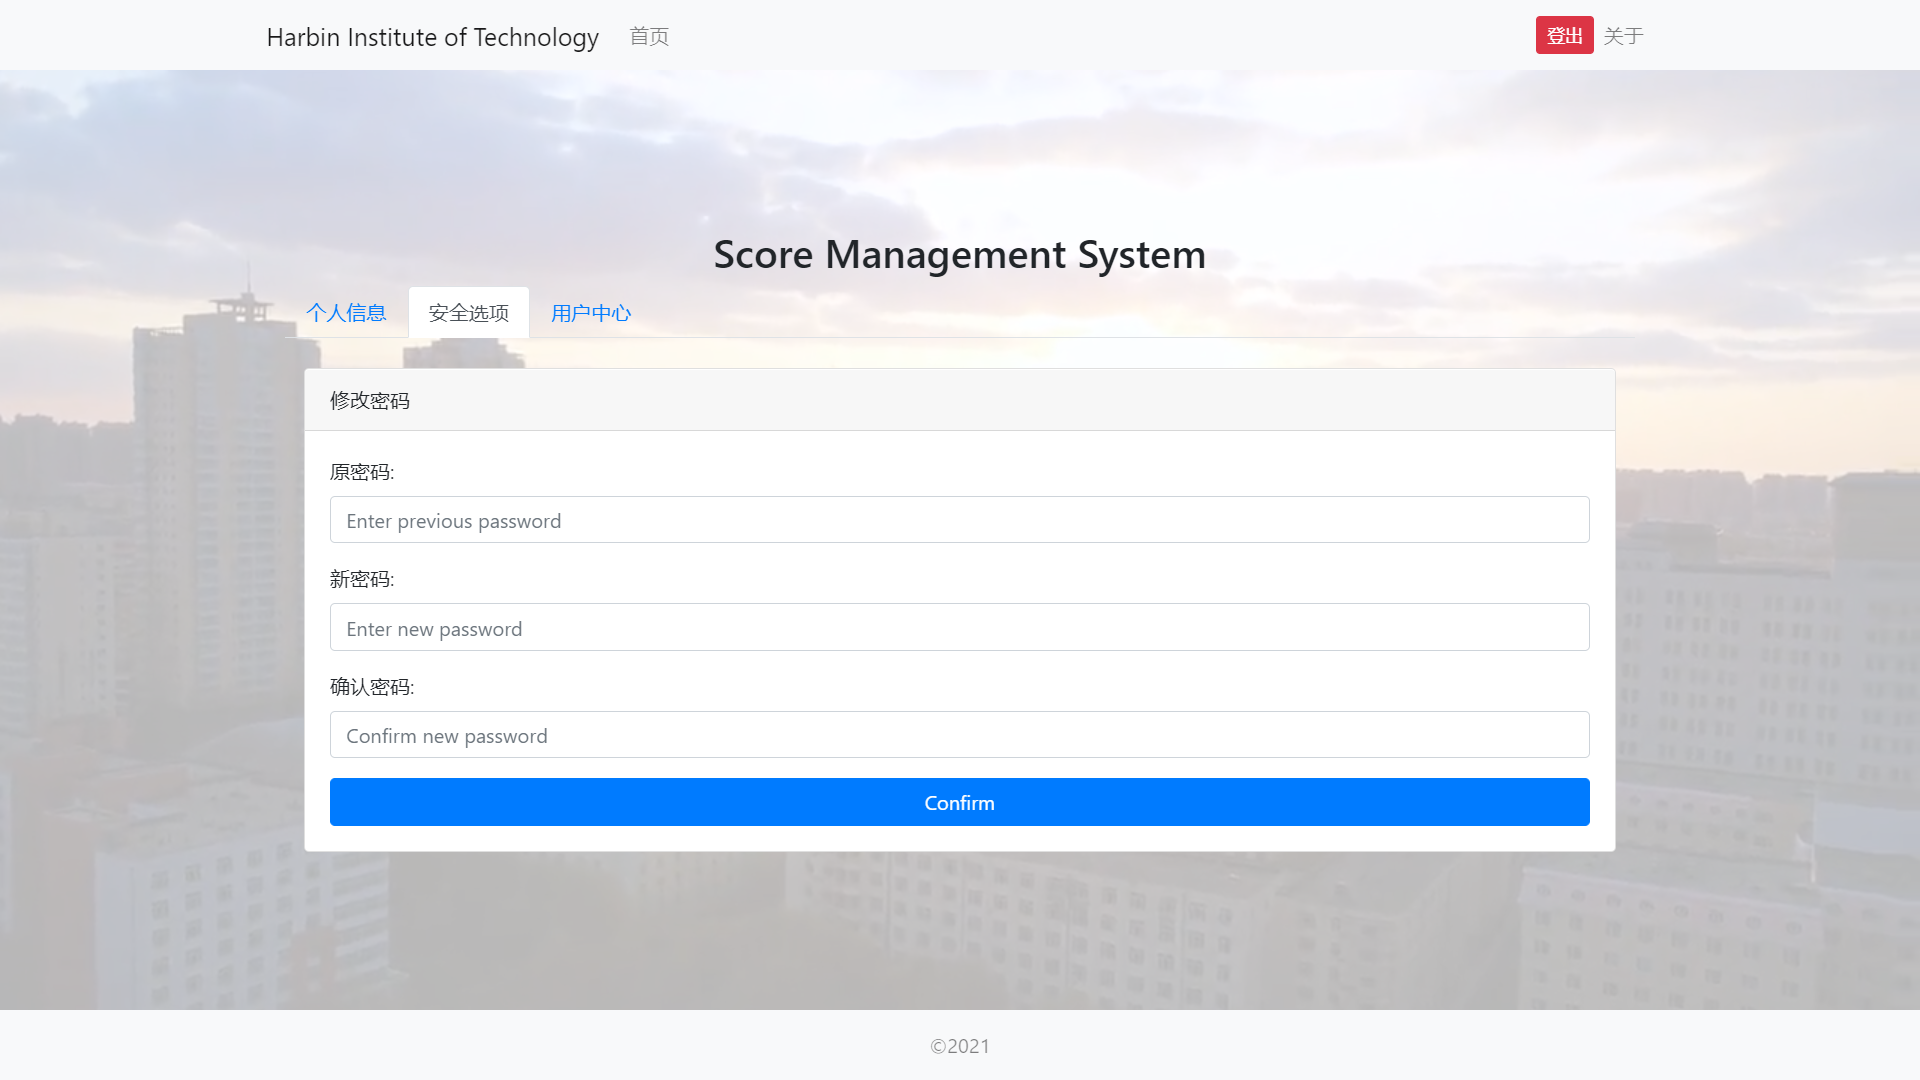 Harbin Institute of Technology 首页 登出 关于
Score Management System
个人信息 安全选项 用户中心
修改密码
原密码:
Enter previous password
新密码:
Enter new password
确认密码:
Confirm new password
Confirm
©2021